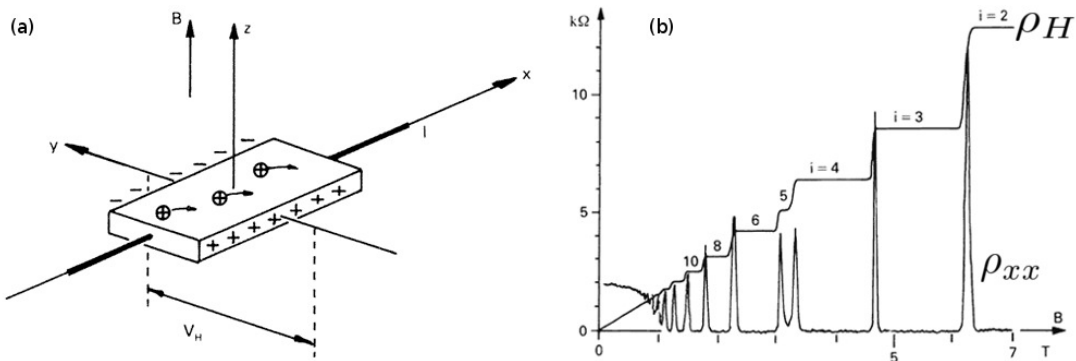 (a)
B
z
x
I
y
V_H
(b)
kΩ
10
5
0
0
5
7
T
B
i = 2
i = 3
i = 4
5
6
8
10
ρ_H
ρ_xx